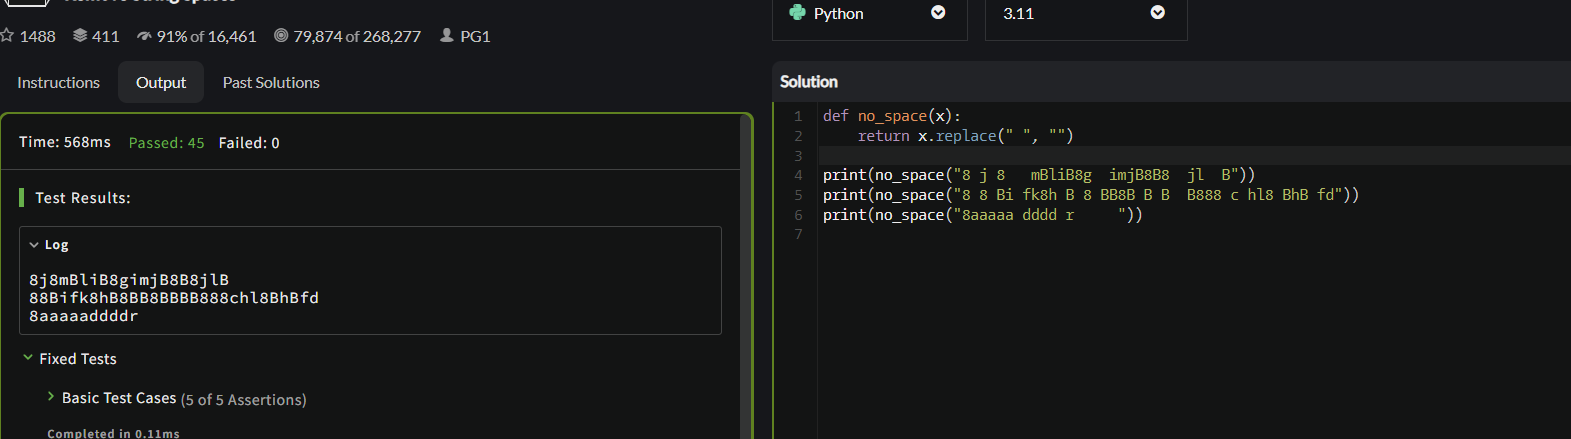 Remove String Spaces
1488 411 91% of 16,461 79,874 of 268,277 PG1
Python 3.11
Instructions Output Past Solutions
Time: 568ms Passed: 45 Failed: 0
Test Results:
Log
8j8mBliB8gimjB8B8jlB
88Bifk8hB8BB8BBBB888chl8BhBfd
8aaaaaddddr
Fixed Tests
Basic Test Cases (5 of 5 Assertions)
Completed in 0.11ms
Solution
1 def no_space(x):
2     return x.replace(" ", "")
3
4 print(no_space("8 j 8   mBliB8g  imjB8B8  jl  B"))
5 print(no_space("8 8 Bi fk8h B 8 BB8B B B  B888 c hl8 BhB fd"))
6 print(no_space("8aaaaa dddd r     "))
7